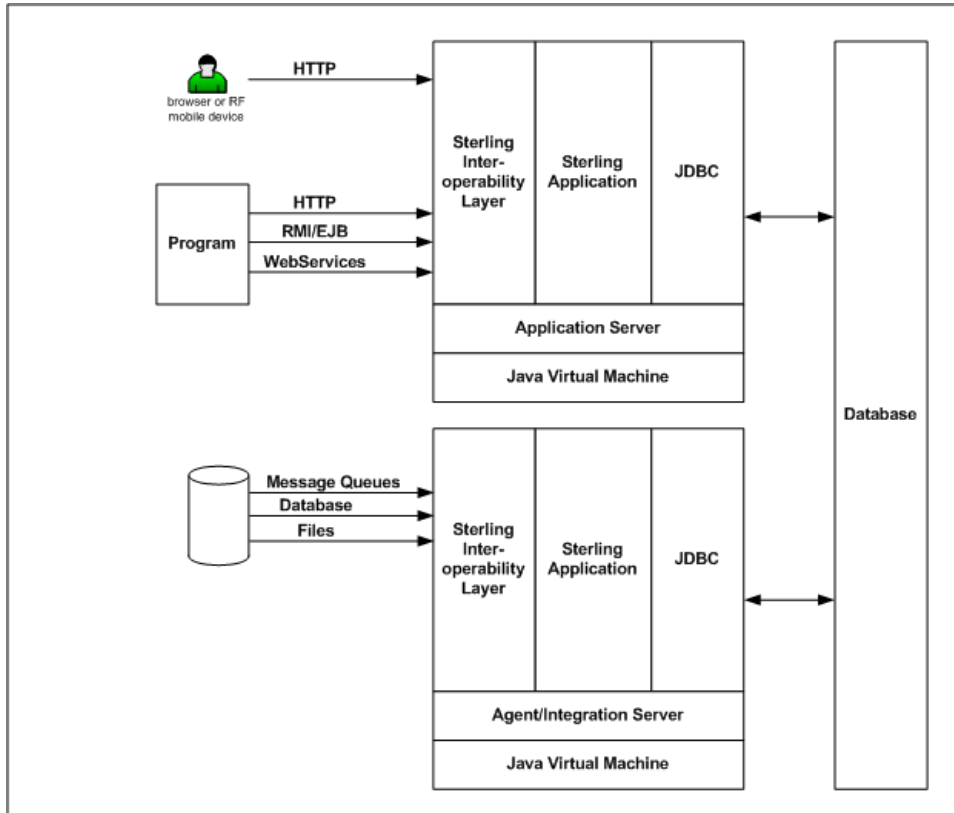 HTTP
browser or RF
mobile device
Program
HTTP
RMI/EJB
WebServices
Sterling
Inter-
operability
Layer
Sterling
Application
JDBC
Application Server
Java Virtual Machine
Database
Message Queues
Database
Files
Sterling
Inter-
operability
Layer
Sterling
Application
JDBC
Agent/Integration Server
Java Virtual Machine